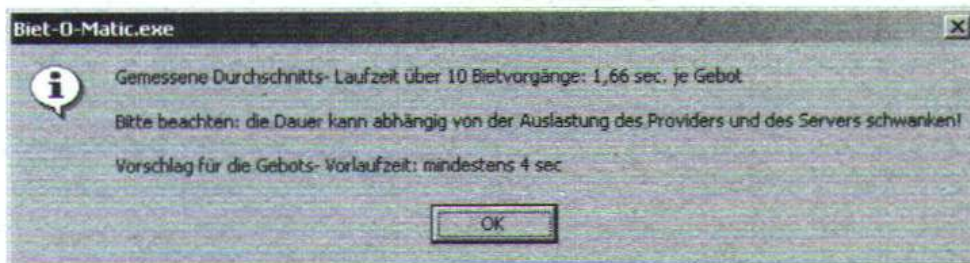 Biet-O-Matic.exe
Gemessene Durchschnitts- Laufzeit über 10 Bietvorgänge: 1,66 sec. je Gebot
Bitte beachten: die Dauer kann abhängig von der Auslastung des Providers und des Servers schwanken!
Vorschlag für die Gebots- Vorlaufzeit: mindestens 4 sec
OK